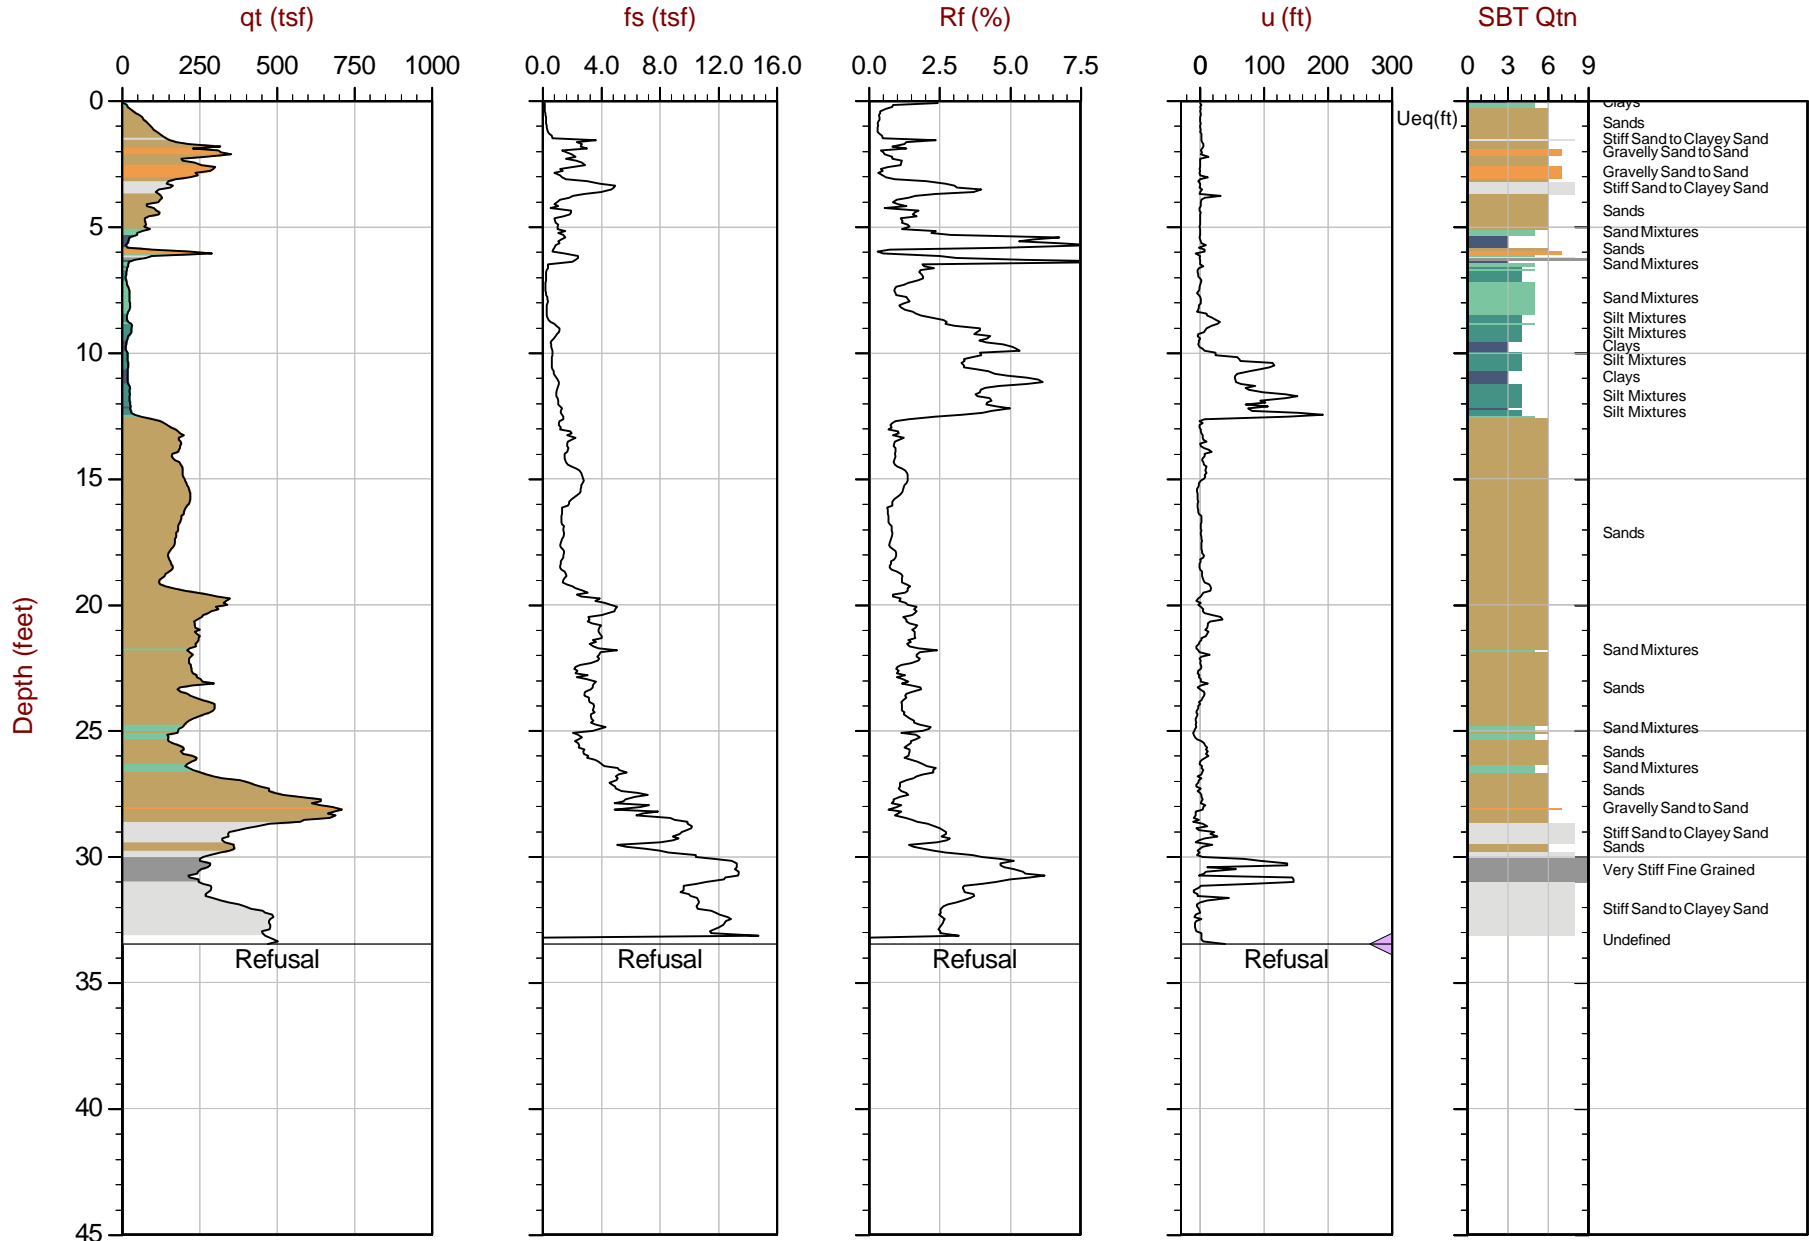 qt (tsf) fs (tsf) Rf (%) u (ft) SBT Qtn
0 250 500 750 1000 0.0 4.0 8.0 12.0 16.0 0.0 2.5 5.0 7.5 0 100 200 300 0 3 6 9
0
5
10
15
20
25
30
35
40
45
Depth (feet)
Refusal Refusal Refusal Refusal
Ueq(ft)
Clays
Sands
Stiff Sand to Clayey Sand
Gravelly Sand to Sand
Gravelly Sand to Sand
Stiff Sand to Clayey Sand
Sands
Sand Mixtures
Sands
Sand Mixtures
Sand Mixtures
Silt Mixtures
Silt Mixtures
Clays
Silt Mixtures
Clays
Silt Mixtures
Silt Mixtures
Sands
Sand Mixtures
Sands
Sand Mixtures
Sands
Sand Mixtures
Sands
Gravelly Sand to Sand
Stiff Sand to Clayey Sand
Sands
Very Stiff Fine Grained
Stiff Sand to Clayey Sand
Undefined